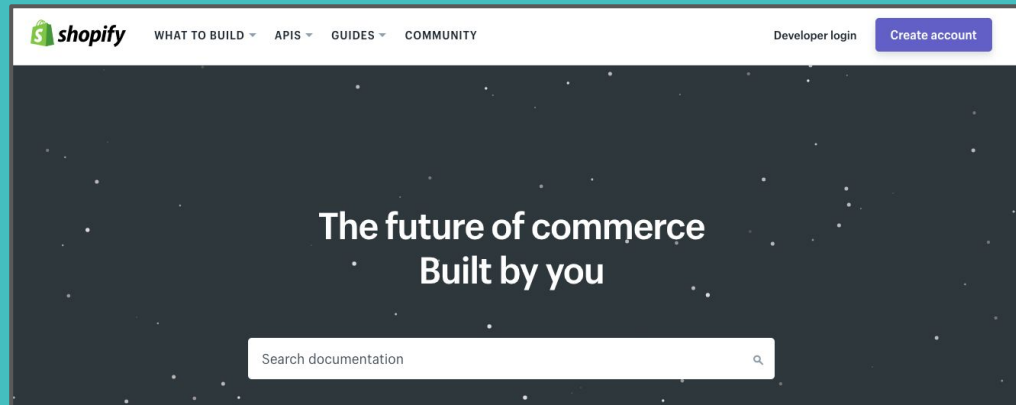 shopify WHAT TO BUILD APIS GUIDES COMMUNITY Developer login Create account
The future of commerce
Built by you
Search documentation